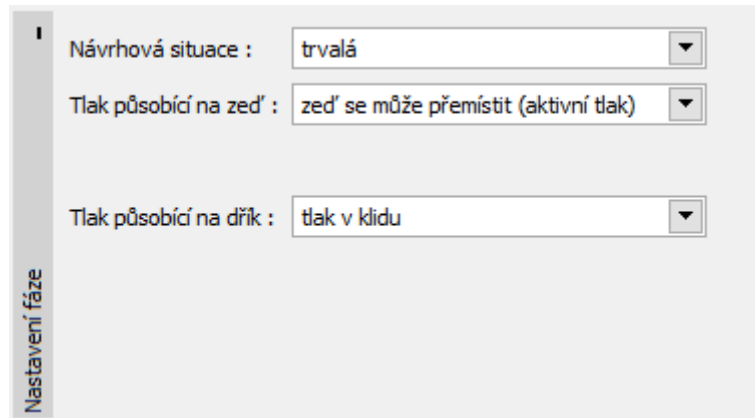 Návrhová situace : trvalá
Tlak působící na zeď : zeď se může přemístit (aktivní tlak)
Tlak působící na dřík : tlak v klidu
Nastavení fáze